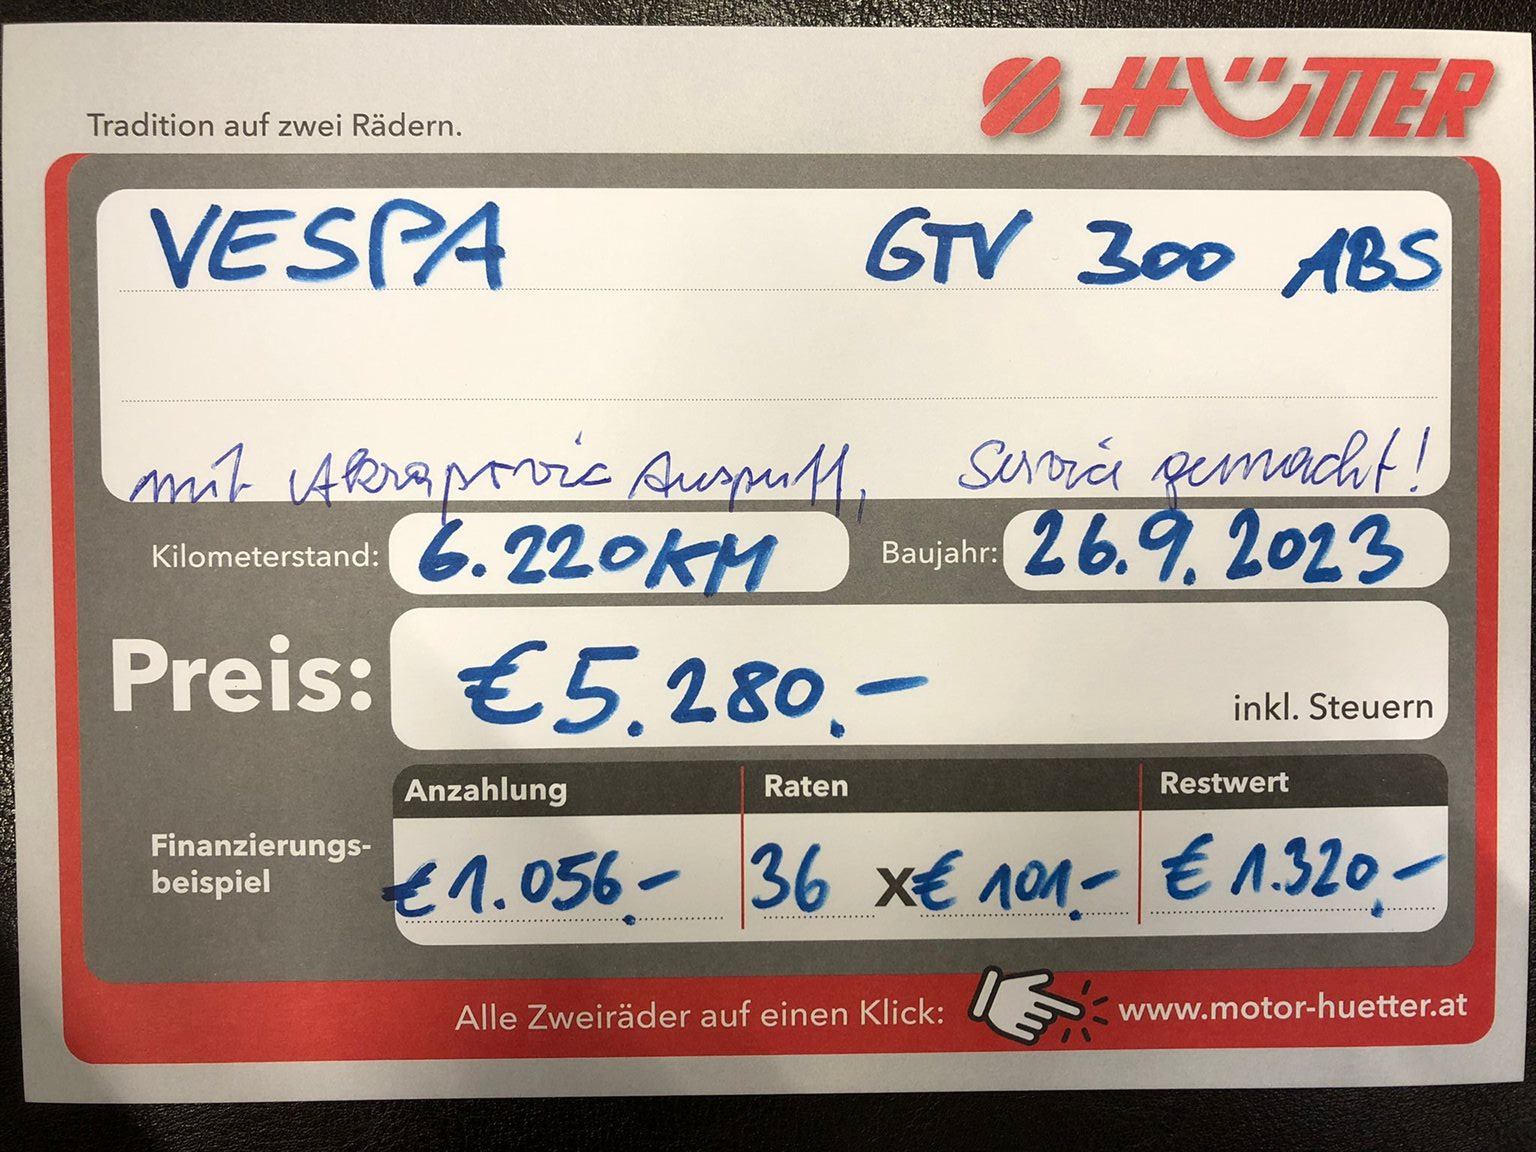 HÜTTER
Tradition auf zwei Rädern.
VESPA GTV 300 ABS
mit Akrapovic Auspuff, Service gemacht!
Kilometerstand: 6.220KM Baujahr: 26.9.2023
Preis: €5.280.-
inkl. Steuern
Anzahlung Raten Restwert
Finanzierungs-
beispiel
€1.056.- 36 x € 101.- € 1.320.-
Alle Zweiräder auf einen Klick: www.motor-huetter.at